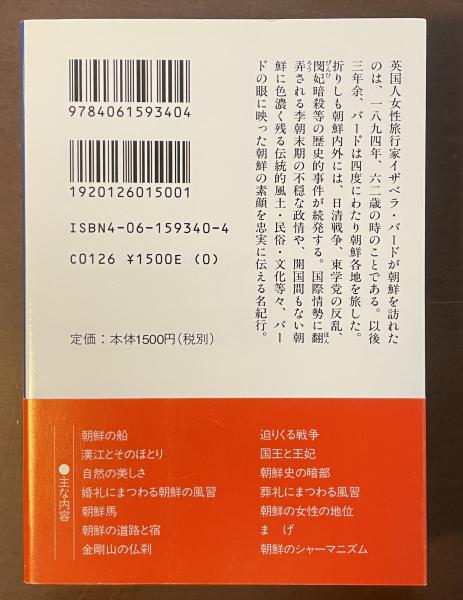 英国人女性旅行家イザベラ・バードが朝鮮を訪れた
のは、一八九四年、六二歳の時のことである。以後
三年余、バードは四度にわたり朝鮮各地を旅した。
折りしも朝鮮内外には、日清戦争、東学党の反乱、
閔妃暗殺等の歴史的事件が続発する。国際情勢に翻
弄される李朝末期の不穏な政情や、開国間もない朝
鮮に色濃く残る伝統的風土・民俗・文化等々、バー
ドの眼に映った朝鮮の素顔を忠実に伝える名紀行。
9784061593404
1920126015001
ISBN4-06-159340-4
C0126 ¥1500E (0)
定価：本体1500円(税別)
●主な内容
朝鮮の船
漢江とそのほとり
自然の美しさ
婚礼にまつわる朝鮮の風習
朝鮮馬
朝鮮の道路と宿
金剛山の仏刹
迫りくる戦争
国王と王妃
朝鮮史の暗部
葬礼にまつわる風習
朝鮮の女性の地位
まげ
朝鮮のシャーマニズム